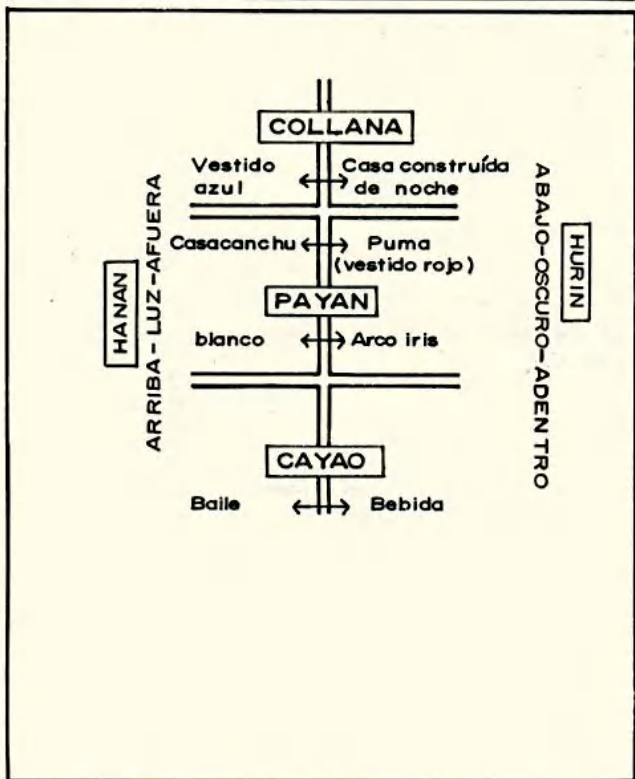 COLLANA
Vestido azul
Casa construída de noche
Casacanchu
Puma (vestido rojo)
PAYAN
blanco
Arco iris
CAYAO
Baile
Bebida
HANAN
ARRIBA-LUZ-AFUERA
HURIN
ABAJO-OSCURO-ADENTRO